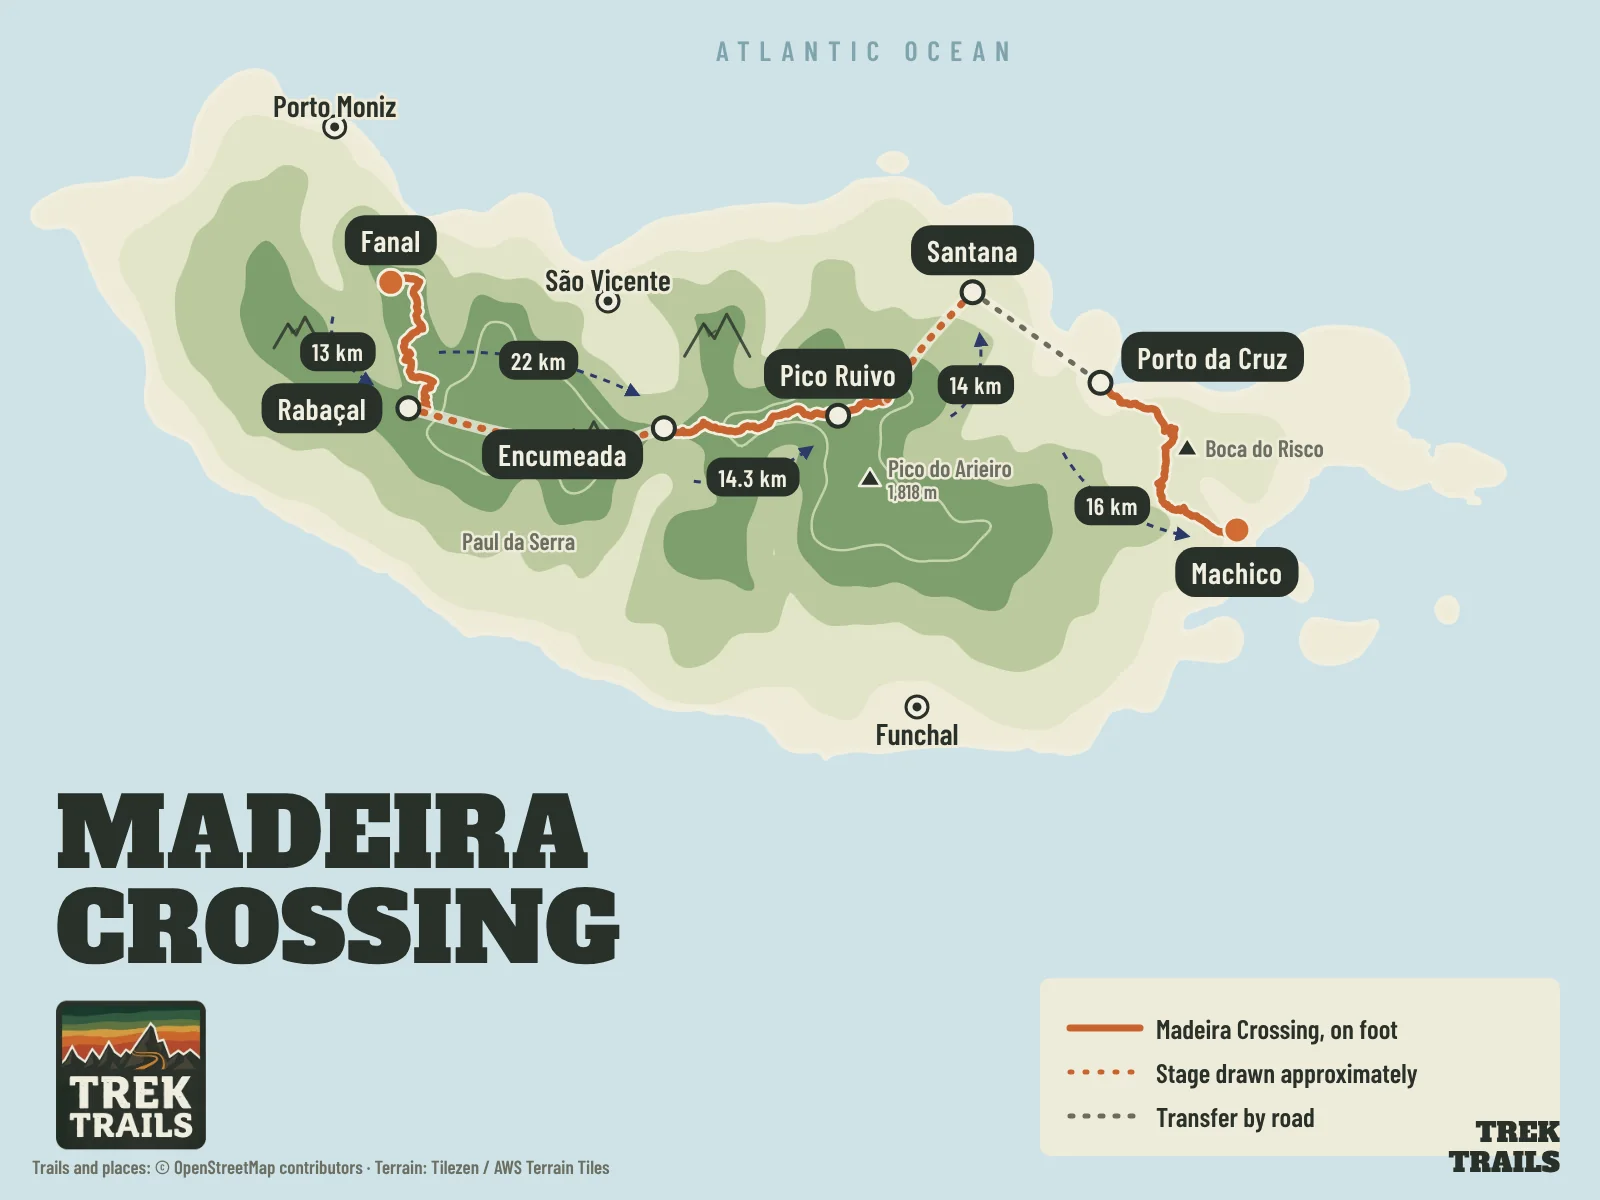 ATLANTIC OCEAN
Porto Moniz
Fanal
São Vicente
Santana
13 km
22 km
Pico Ruivo
14 km
Porto da Cruz
Rabaçal
Encumeada
14.3 km
Pico do Arieiro
1,818 m
Boca do Risco
16 km
Paul da Serra
Machico
Funchal
MADEIRA
CROSSING
TREK
TRAILS
Madeira Crossing, on foot
Stage drawn approximately
Transfer by road
TREK
TRAILS
Trails and places: © OpenStreetMap contributors · Terrain: Tilezen / AWS Terrain Tiles